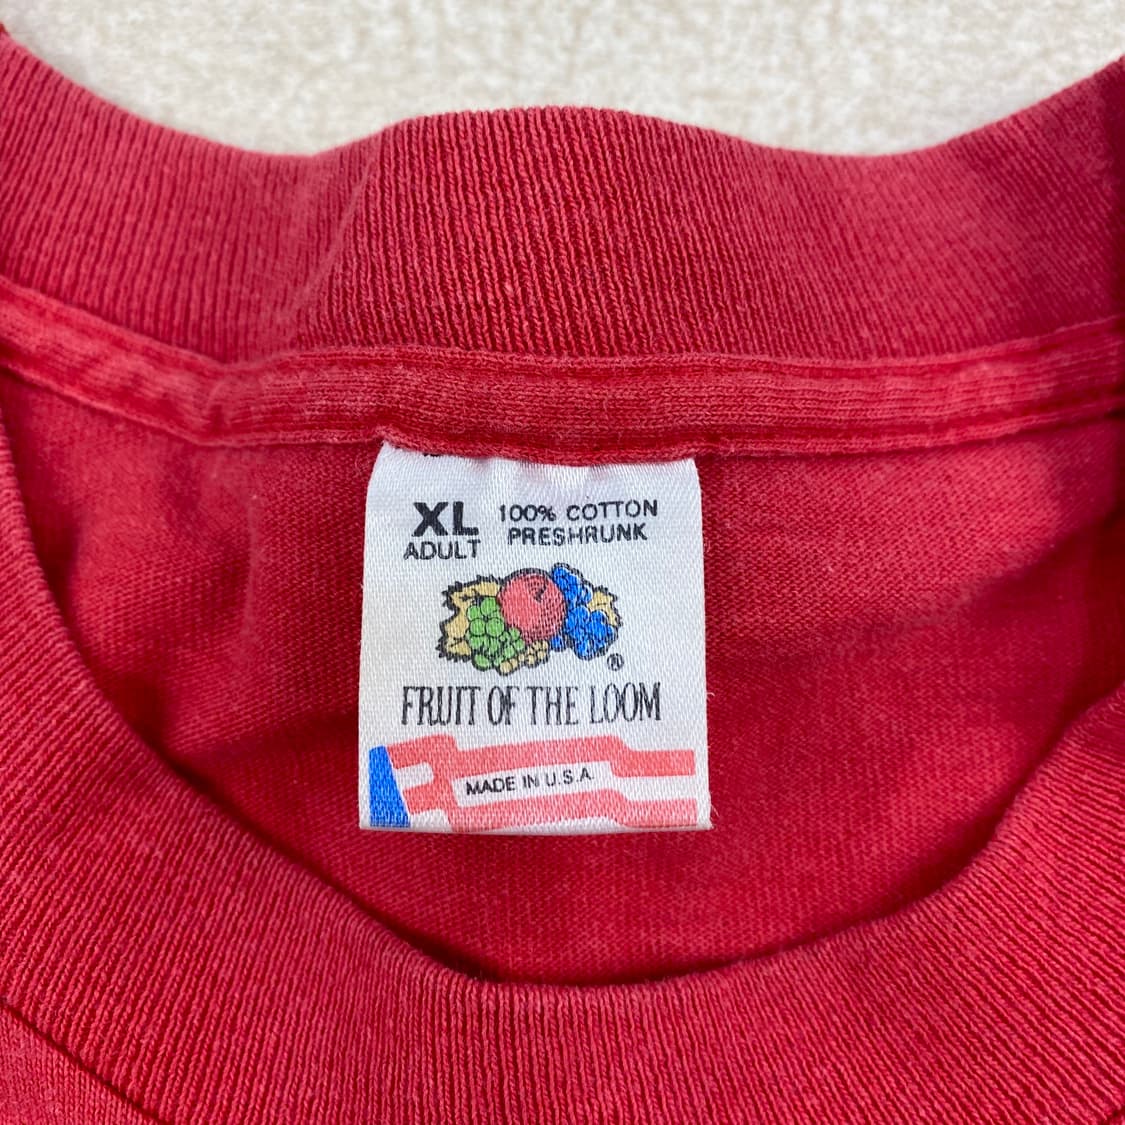 XL
ADULT
100% COTTON
PRESHRUNK
®
FRUIT OF THE LOOM
MADE IN U.S.A.